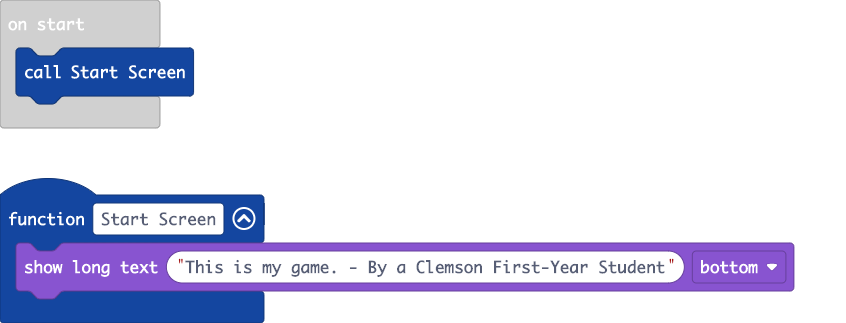 on start
call Start Screen
function Start Screen
show long text "This is my game. - By a Clemson First-Year Student" bottom